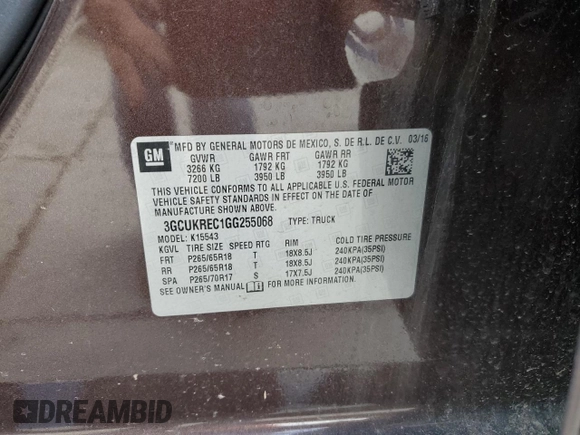 GM
MFD BY GENERAL MOTORS DE MEXICO, S. DE R.L. DE C.V. 03/16
GVWR GAWR FRT GAWR RR
3266 KG 1792 KG 1792 KG
7200 LB 3950 LB 3950 LB
THIS VEHICLE CONFORMS TO ALL APPLICABLE U.S. FEDERAL MOTOR
VEHICLE SAFETY STANDARDS IN EFFECT ON THE DATE OF
MANUFACTURE SHOWN ABOVE.
3GCUKREC1GG255068 TYPE: TRUCK
MODEL: K15543
KGVL TIRE SIZE SPEED RTG RIM COLD TIRE PRESSURE
FRT P265/65R18 T 18X8.5J 240KPA(35PSI)
RR P265/65R18 T 18X8.5J 240KPA(35PSI)
SPA P265/70R17 S 17X7.5J 240KPA(35PSI)
SEE OWNER'S MANUAL FOR MORE INFORMATION.
DREAMBID